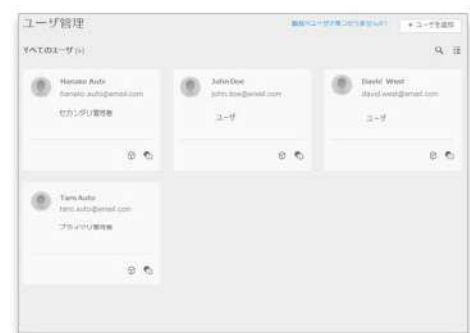 ユーザ管理
+ ユーザを追加
すべてのユーザ (4)
Hanako Auto
hanako.auto@email.com
セカンダリ管理者
John Doe
john.doe@email.com
ユーザ
David West
david.west@email.com
ユーザ
Taro Auto
taro.auto@email.com
プライマリ管理者